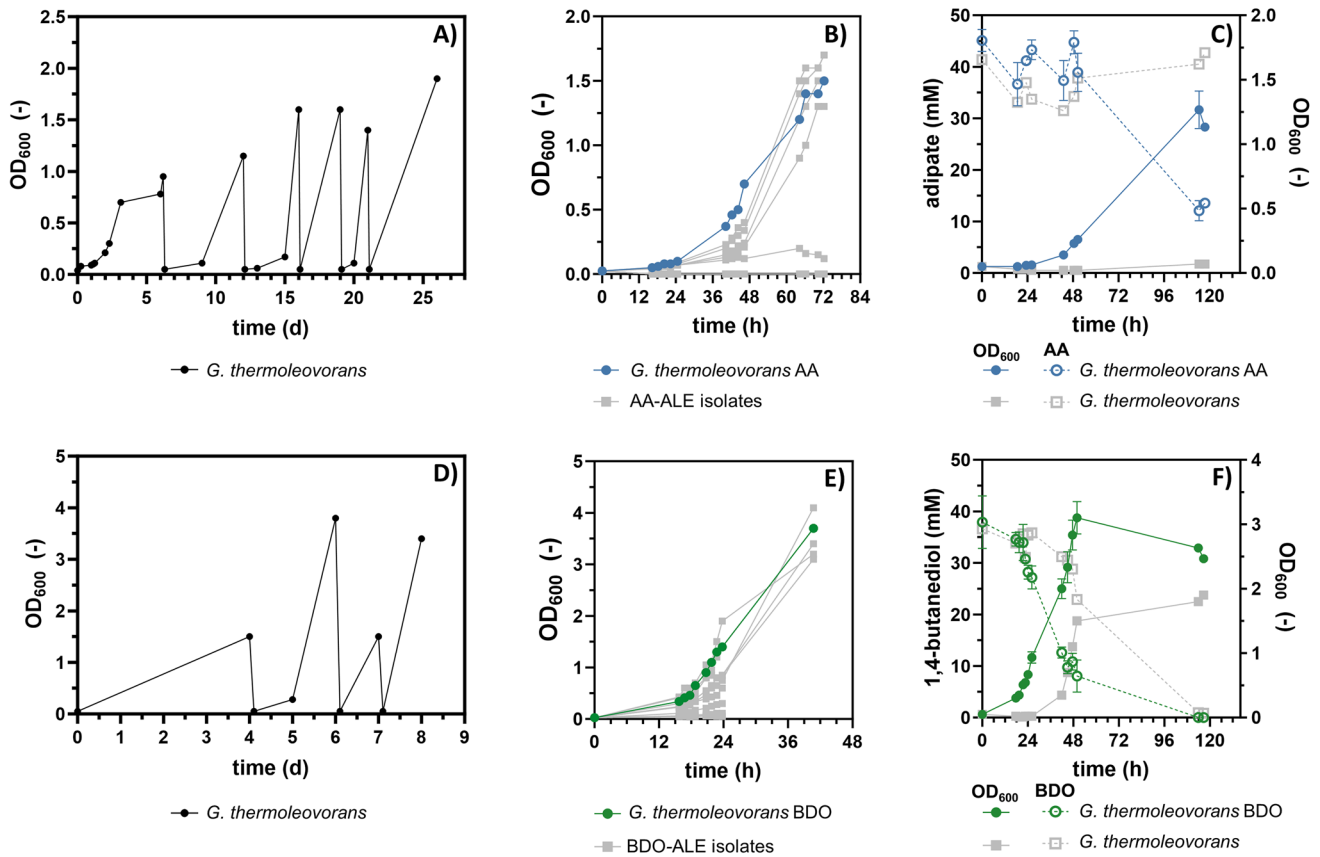 A)
OD600 (-)
2.5
2.0
1.5
1.0
0.5
0.0
0 5 10 15 20 25
time (d)
G. thermoleovorans
B)
OD600 (-)
2.0
1.5
1.0
0.5
0.0
0 12 24 36 48 60 72 84
time (h)
G. thermoleovorans AA
AA-ALE isolates
C)
adipate (mM)
50
40
30
20
10
0
OD600 (-)
2.0
1.5
1.0
0.5
0.0
0 24 48 72 96 120
time (h)
OD600 AA
G. thermoleovorans AA
G. thermoleovorans
D)
OD600 (-)
5
4
3
2
1
0
0 1 2 3 4 5 6 7 8 9
time (d)
G. thermoleovorans
E)
OD600 (-)
5
4
3
2
1
0
0 12 24 36 48
time (h)
G. thermoleovorans BDO
BDO-ALE isolates
F)
1,4-butanediol (mM)
50
40
30
20
10
0
OD600 (-)
4
3
2
1
0
0 24 48 72 96 120
time (h)
OD600 BDO
G. thermoleovorans BDO
G. thermoleovorans